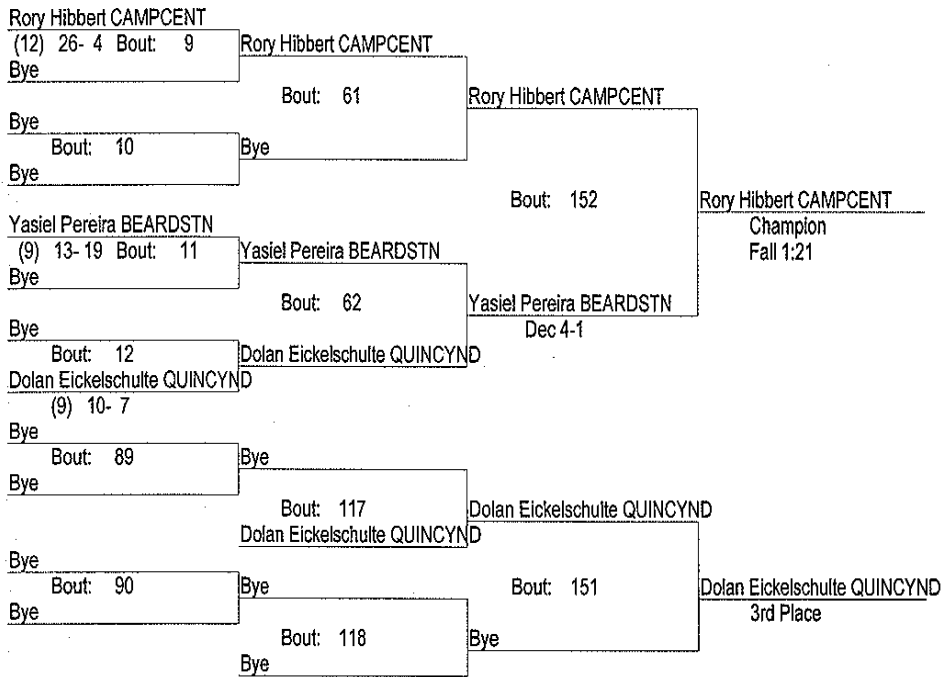 Rory Hibbert CAMPCENT
(12) 26- 4 Bout: 9
Bye
Rory Hibbert CAMPCENT
Bout: 61
Rory Hibbert CAMPCENT
Bye
Bout: 10
Bye
Bye
Bout: 152
Rory Hibbert CAMPCENT
Champion
Fall 1:21
Yasiel Pereira BEARDSTN
(9) 13- 19 Bout: 11
Bye
Yasiel Pereira BEARDSTN
Bout: 62
Yasiel Pereira BEARDSTN
Dec 4-1
Bye
Bout: 12
Dolan Eickelschulte QUINCYND
Dolan Eickelschulte QUINCYND
(9) 10- 7
Bye
Bout: 89
Bye
Bye
Bout: 117
Dolan Eickelschulte QUINCYND
Dolan Eickelschulte QUINCYND
Bye
Bout: 90
Bye
Bye
Bout: 151
Dolan Eickelschulte QUINCYND
3rd Place
Bout: 118
Bye
Bye